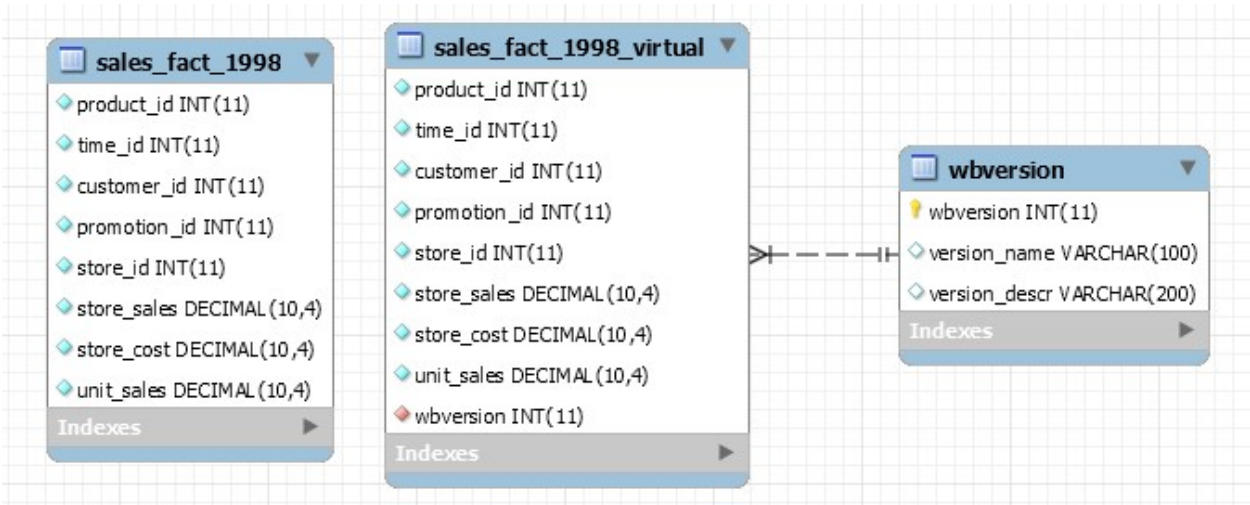 sales_fact_1998
product_id INT(11)
time_id INT(11)
customer_id INT(11)
promotion_id INT(11)
store_id INT(11)
store_sales DECIMAL(10,4)
store_cost DECIMAL(10,4)
unit_sales DECIMAL(10,4)
Indexes
sales_fact_1998_virtual
product_id INT(11)
time_id INT(11)
customer_id INT(11)
promotion_id INT(11)
store_id INT(11)
store_sales DECIMAL(10,4)
store_cost DECIMAL(10,4)
unit_sales DECIMAL(10,4)
wbversion INT(11)
Indexes
wbversion
wbversion INT(11)
version_name VARCHAR(100)
version_descr VARCHAR(200)
Indexes